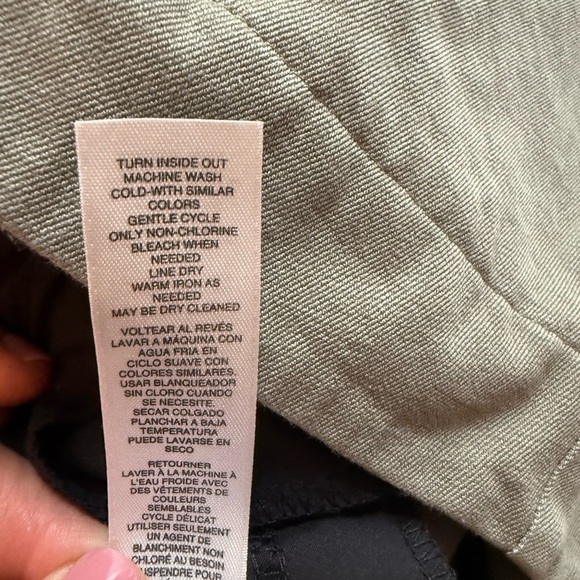 TURN INSIDE OUT
MACHINE WASH
COLD-WITH SIMILAR
COLORS
GENTLE CYCLE
ONLY NON-CHLORINE
BLEACH WHEN
NEEDED
LINE DRY
WARM IRON AS
NEEDED
MAY BE DRY CLEANED
VOLTEAR AL REVÉS
LAVAR A MÁQUINA CON
AGUA FRIA EN
CICLO SUAVE CON
COLORES SIMILARES.
USAR BLANQUEADOR
SIN CLORO CUANDO
SE NECESITE.
SECAR COLGADO
PLANCHAR A BAJA
TEMPERATURA
PUEDE LAVARSE EN
SECO
RETOURNER
LAVER À LA MACHINE À
L'EAU FROIDE AVEC
DES VÊTEMENTS DE
COULEURS
SEMBLABLES
CYCLE DÉLICAT
UTILISER SEULEMENT
UN AGENT DE
BLANCHIMENT NON
CHLORÉ AU BESOIN
POUR